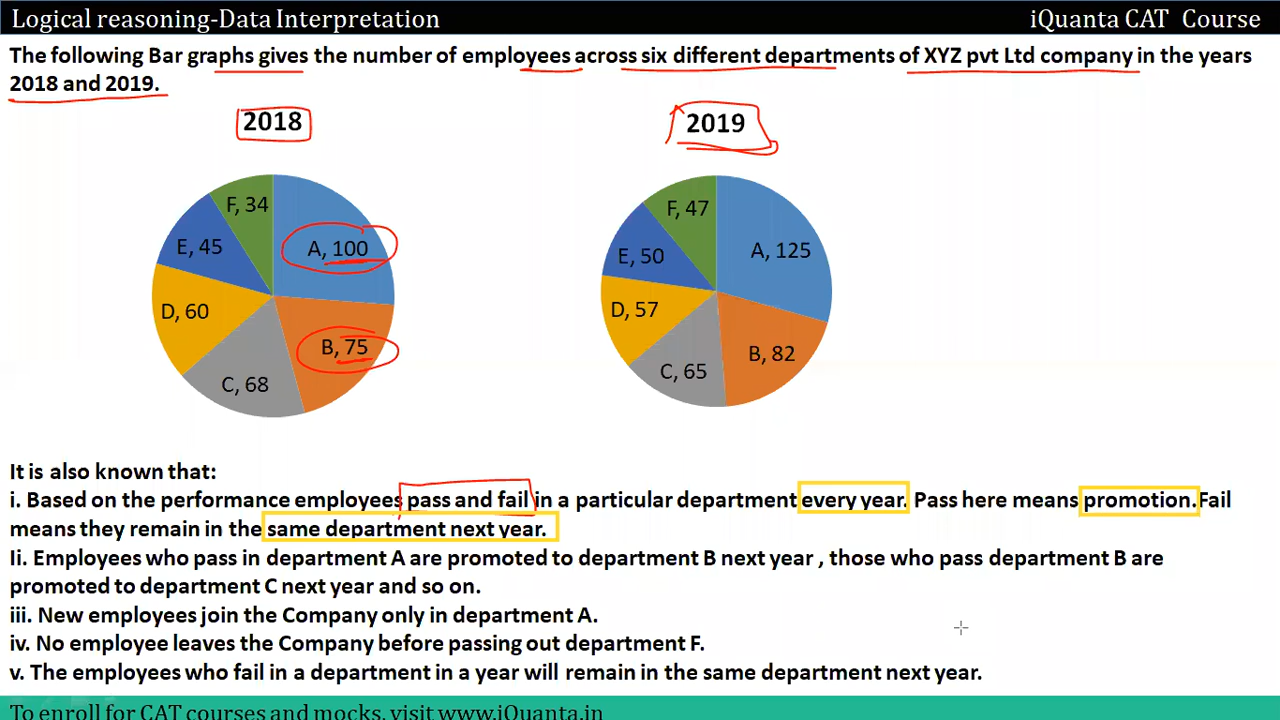 Logical reasoning-Data Interpretation
iQuanta CAT Course
The following Bar graphs gives the number of employees across six different departments of XYZ pvt Ltd company in the years
2018 and 2019.
2018
2019
F, 34
A, 100
E, 45
D, 60
B, 75
C, 68
F, 47
A, 125
E, 50
D, 57
B, 82
C, 65
It is also known that:
i. Based on the performance employees pass and fail in a particular department every year. Pass here means promotion.Fail
means they remain in the same department next year.
Ii. Employees who pass in department A are promoted to department B next year , those who pass department B are
promoted to department C next year and so on.
iii. New employees join the Company only in department A.
iv. No employee leaves the Company before passing out department F.
v. The employees who fail in a department in a year will remain in the same department next year.
To enroll for CAT courses and mocks, visit www.iQuanta.in